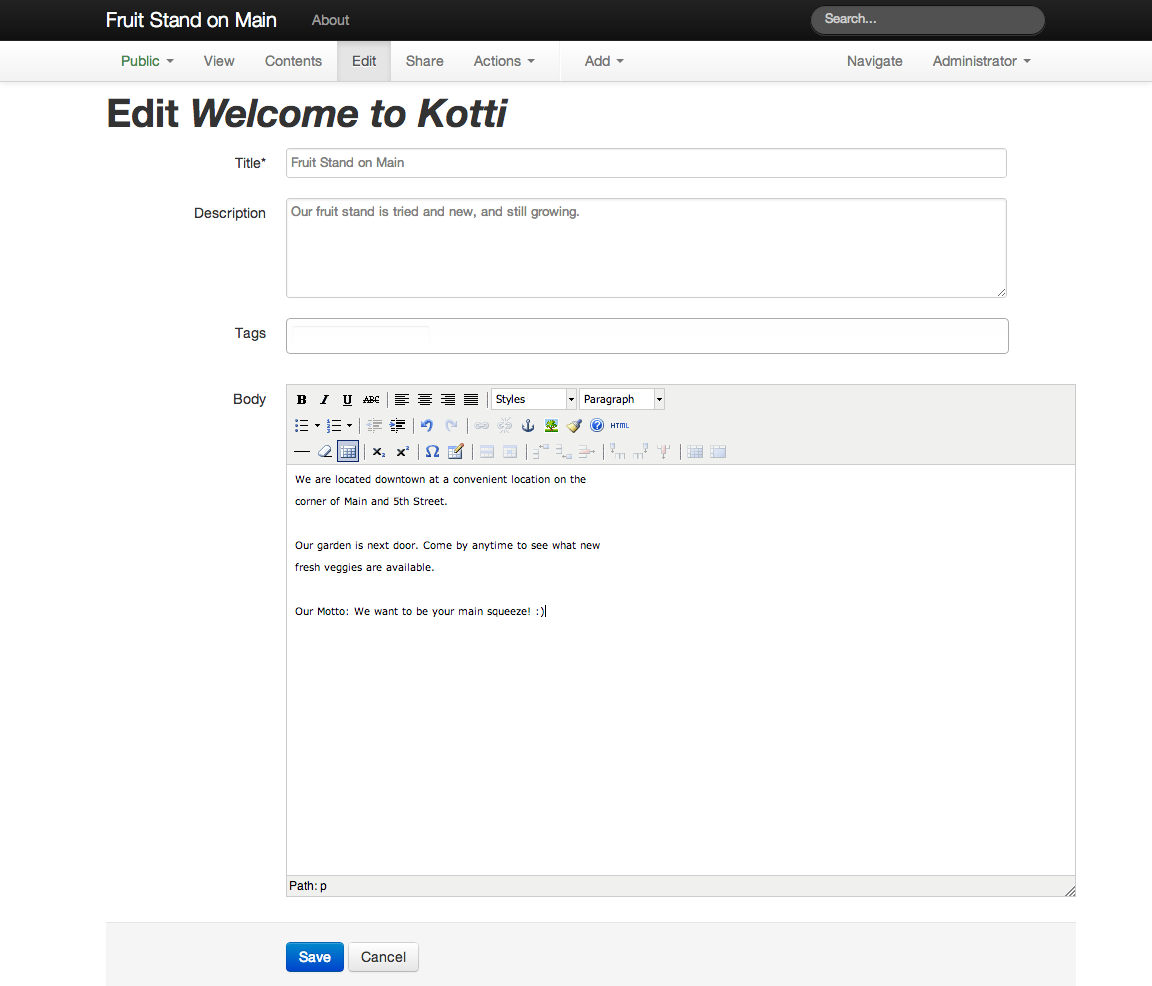 Fruit Stand on Main About Search...
Public View Contents Edit Share Actions Add Navigate Administrator
Edit Welcome to Kotti
Title* Fruit Stand on Main
Description Our fruit stand is tried and new, and still growing.
Tags
Body B I U ABC Styles Paragraph
HTML
We are located downtown at a convenient location on the
corner of Main and 5th Street.
Our garden is next door. Come by anytime to see what new
fresh veggies are available.
Our Motto: We want to be your main squeeze! :)
Path: p
Save Cancel